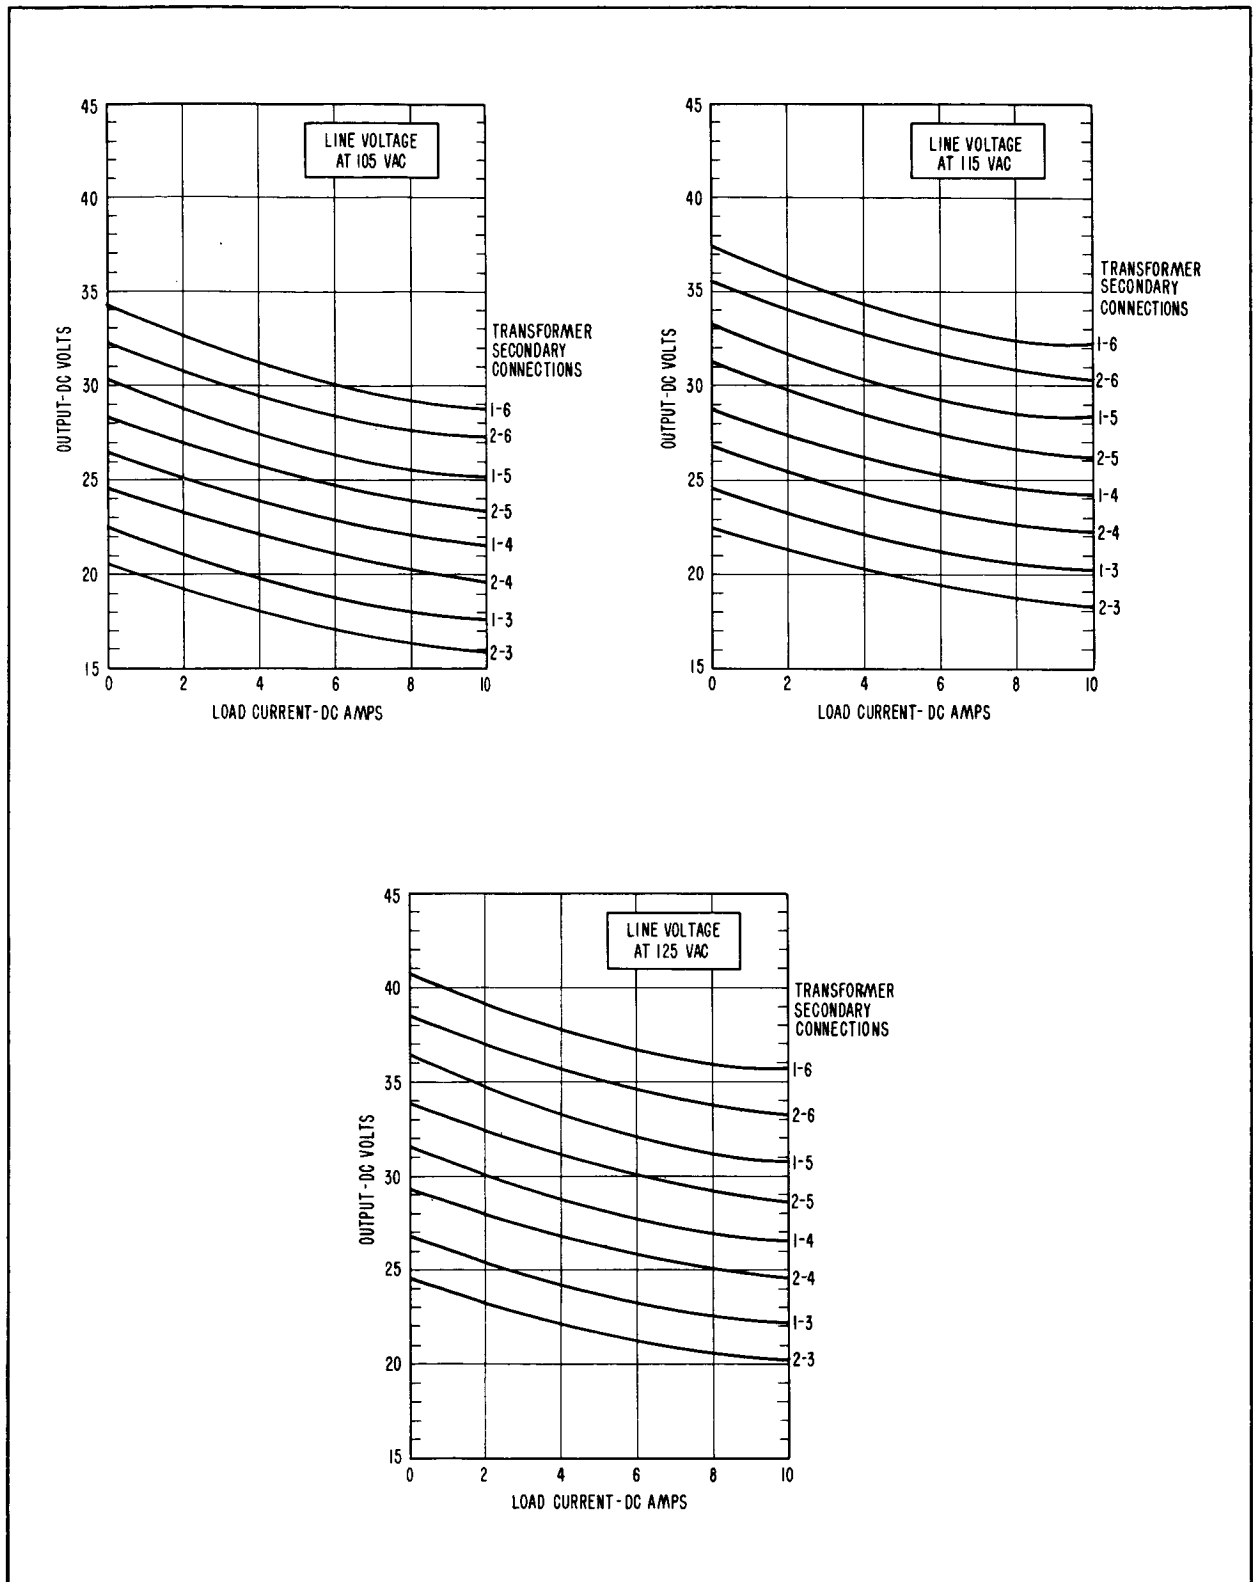 45
40
35
30
25
20
15
OUTPUT-DC VOLTS
LINE VOLTAGE
AT 105 VAC
TRANSFORMER
SECONDARY
CONNECTIONS
1-6
2-6
1-5
2-5
1-4
2-4
1-3
2-3
0 2 4 6 8 10
LOAD CURRENT-DC AMPS
45
40
35
30
25
20
15
OUTPUT-DC VOLTS
LINE VOLTAGE
AT 115 VAC
TRANSFORMER
SECONDARY
CONNECTIONS
1-6
2-6
1-5
2-5
1-4
2-4
1-3
2-3
0 2 4 6 8 10
LOAD CURRENT-DC AMPS
45
40
35
30
25
20
15
OUTPUT-DC VOLTS
LINE VOLTAGE
AT 125 VAC
TRANSFORMER
SECONDARY
CONNECTIONS
1-6
2-6
1-5
2-5
1-4
2-4
1-3
2-3
0 2 4 6 8 10
LOAD CURRENT-DC AMPS